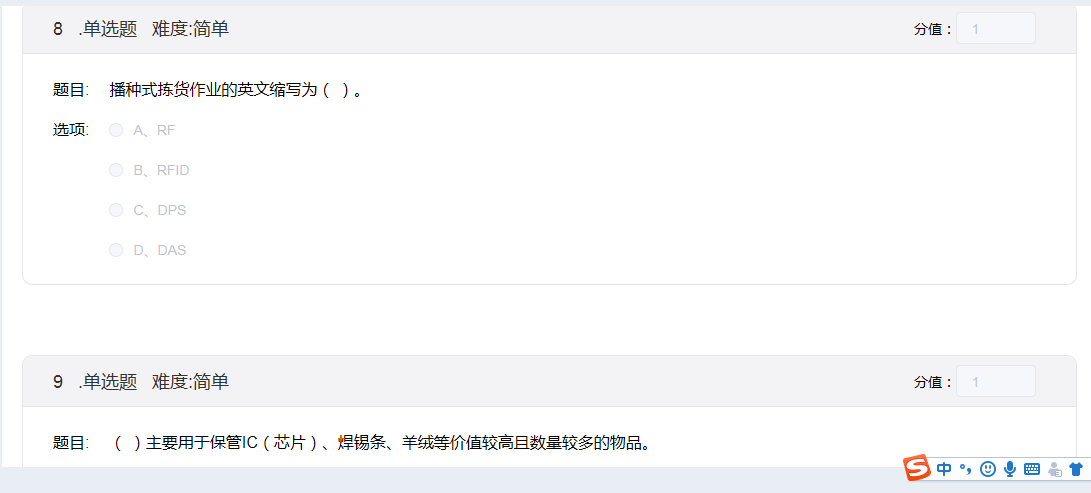 8 .单选题 难度:简单 分值： 1
题目: 播种式拣货作业的英文缩写为（ ）。
选项: A、RF
B、RFID
C、DPS
D、DAS
9 .单选题 难度:简单 分值： 1
题目: （ ）主要用于保管IC（芯片）、焊锡条、羊绒等价值较高且数量较多的物品。
S中